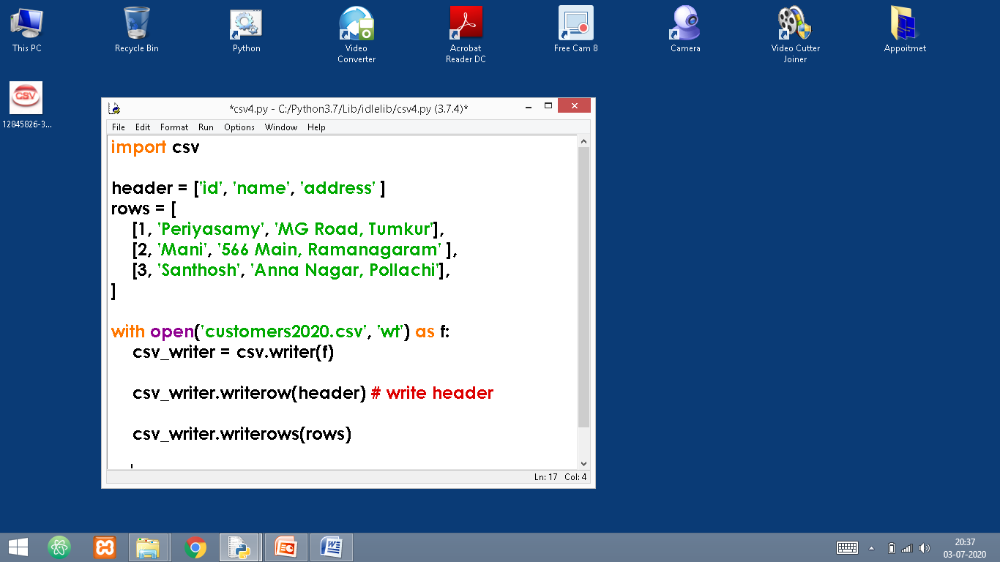 This PC
Recycle Bin
Python
Video
Converter
Acrobat
Reader DC
Free Cam 8
Camera
Video Cutter
Joiner
Appoitmet
CSV
12845826-3...
*csv4.py - C:/Python3.7/Lib/idlelib/csv4.py (3.7.4)*
File Edit Format Run Options Window Help
import csv
header = ['id', 'name', 'address' ]
rows = [
[1, 'Periyasamy', 'MG Road, Tumkur'],
[2, 'Mani', '566 Main, Ramanagaram' ],
[3, 'Santhosh', 'Anna Nagar, Pollachi'],
]
with open('customers2020.csv', 'wt') as f:
csv_writer = csv.writer(f)
csv_writer.writerow(header) # write header
csv_writer.writerows(rows)
Ln: 17 Col: 4
20:37
03-07-2020